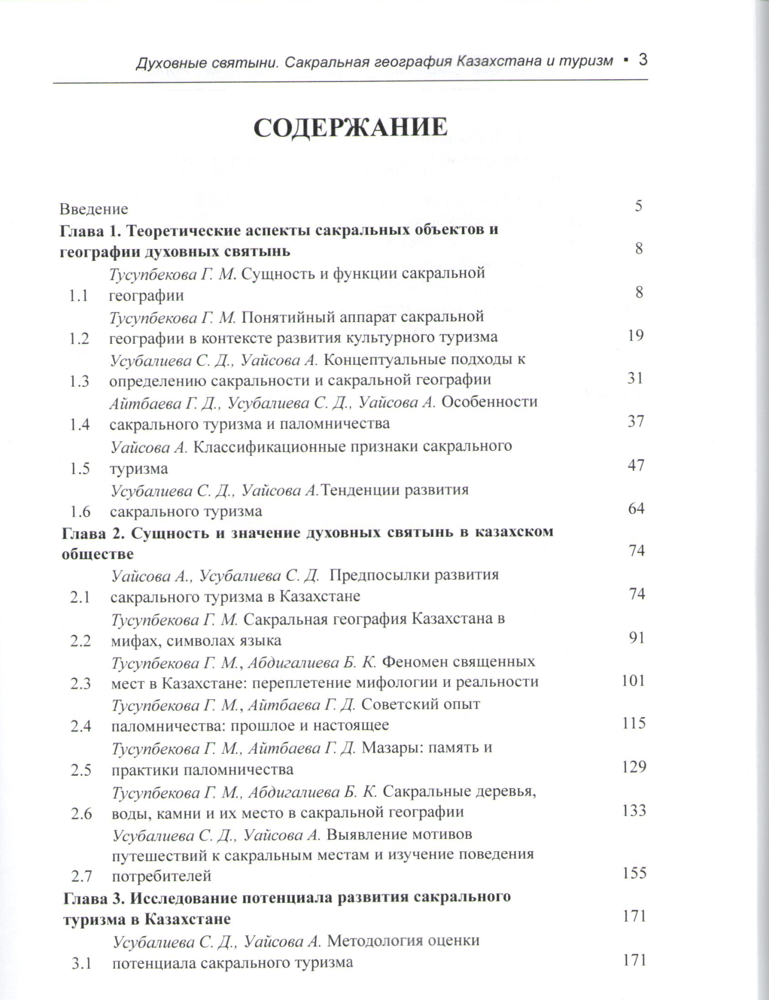 Духовные святыни. Сакральная география Казахстана и туризм ▪ 3
СОДЕРЖАНИЕ
Введение 5
Глава 1. Теоретические аспекты сакральных объектов и
географии духовных святынь 8
Тусупбекова Г. М. Сущность и функции сакральной
1.1 географии 8
Тусупбекова Г. М. Понятийный аппарат сакральной
1.2 географии в контексте развития культурного туризма 19
Усубалиева С. Д., Уайсова А. Концептуальные подходы к
1.3 определению сакральности и сакральной географии 31
Айтбаева Г. Д., Усубалиева С. Д., Уайсова А. Особенности
1.4 сакрального туризма и паломничества 37
Уайсова А. Классификационные признаки сакрального
1.5 туризма 47
Усубалиева С. Д., Уайсова А.Тенденции развития
1.6 сакрального туризма 64
Глава 2. Сущность и значение духовных святынь в казахском
обществе 74
Уайсова А., Усубалиева С. Д. Предпосылки развития
2.1 сакрального туризма в Казахстане 74
Тусупбекова Г. М. Сакральная география Казахстана в
2.2 мифах, символах языка 91
Тусупбекова Г. М., Абдигалиева Б. К. Феномен священных
2.3 мест в Казахстане: переплетение мифологии и реальности 101
Тусупбекова Г. М., Айтбаева Г. Д. Советский опыт
2.4 паломничества: прошлое и настоящее 115
Тусупбекова Г. М., Айтбаева Г. Д. Мазары: память и
2.5 практики паломничества 129
Тусупбекова Г. М., Абдигалиева Б. К. Сакральные деревья,
2.6 воды, камни и их место в сакральной географии 133
Усубалиева С. Д., Уайсова А. Выявление мотивов
путешествий к сакральным местам и изучение поведения
2.7 потребителей 155
Глава 3. Исследование потенциала развития сакрального
туризма в Казахстане 171
Усубалиева С. Д., Уайсова А. Методология оценки
3.1 потенциала сакрального туризма 171